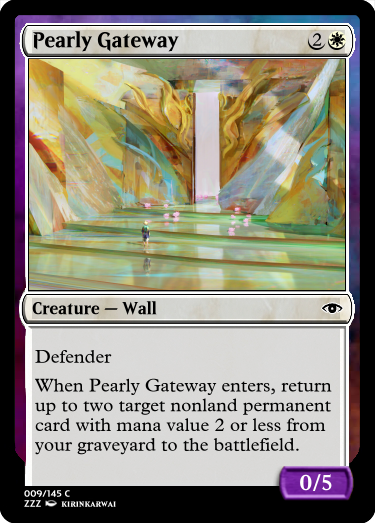 Pearly Gateway 2
Creature — Wall
Defender
When Pearly Gateway enters, return
up to two target nonland permanent
card with mana value 2 or less from
your graveyard to the battlefield.
0/5
009/145 C
ZZZ KIRINKARWAI